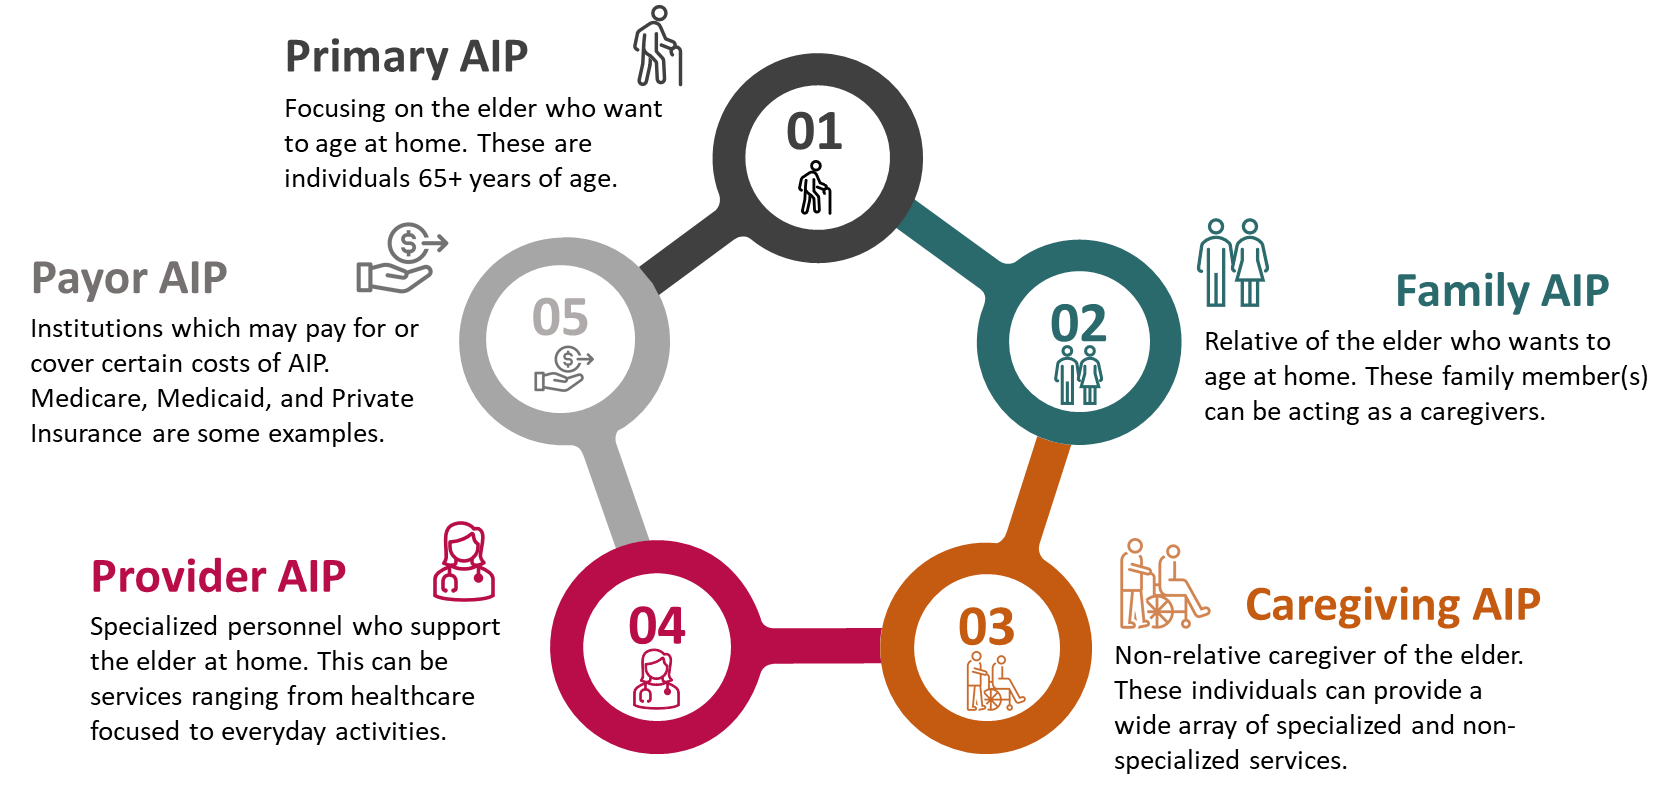 Primary AIP
Focusing on the elder who want
to age at home. These are
individuals 65+ years of age.
01
Family AIP
Relative of the elder who wants to
age at home. These family member(s)
can be acting as a caregivers.
02
Caregiving AIP
Non-relative caregiver of the elder.
These individuals can provide a
wide array of specialized and non-
specialized services.
03
Provider AIP
Specialized personnel who support
the elder at home. This can be
services ranging from healthcare
focused to everyday activities.
04
Payor AIP
Institutions which may pay for or
cover certain costs of AIP.
Medicare, Medicaid, and Private
Insurance are some examples.
05
$
$